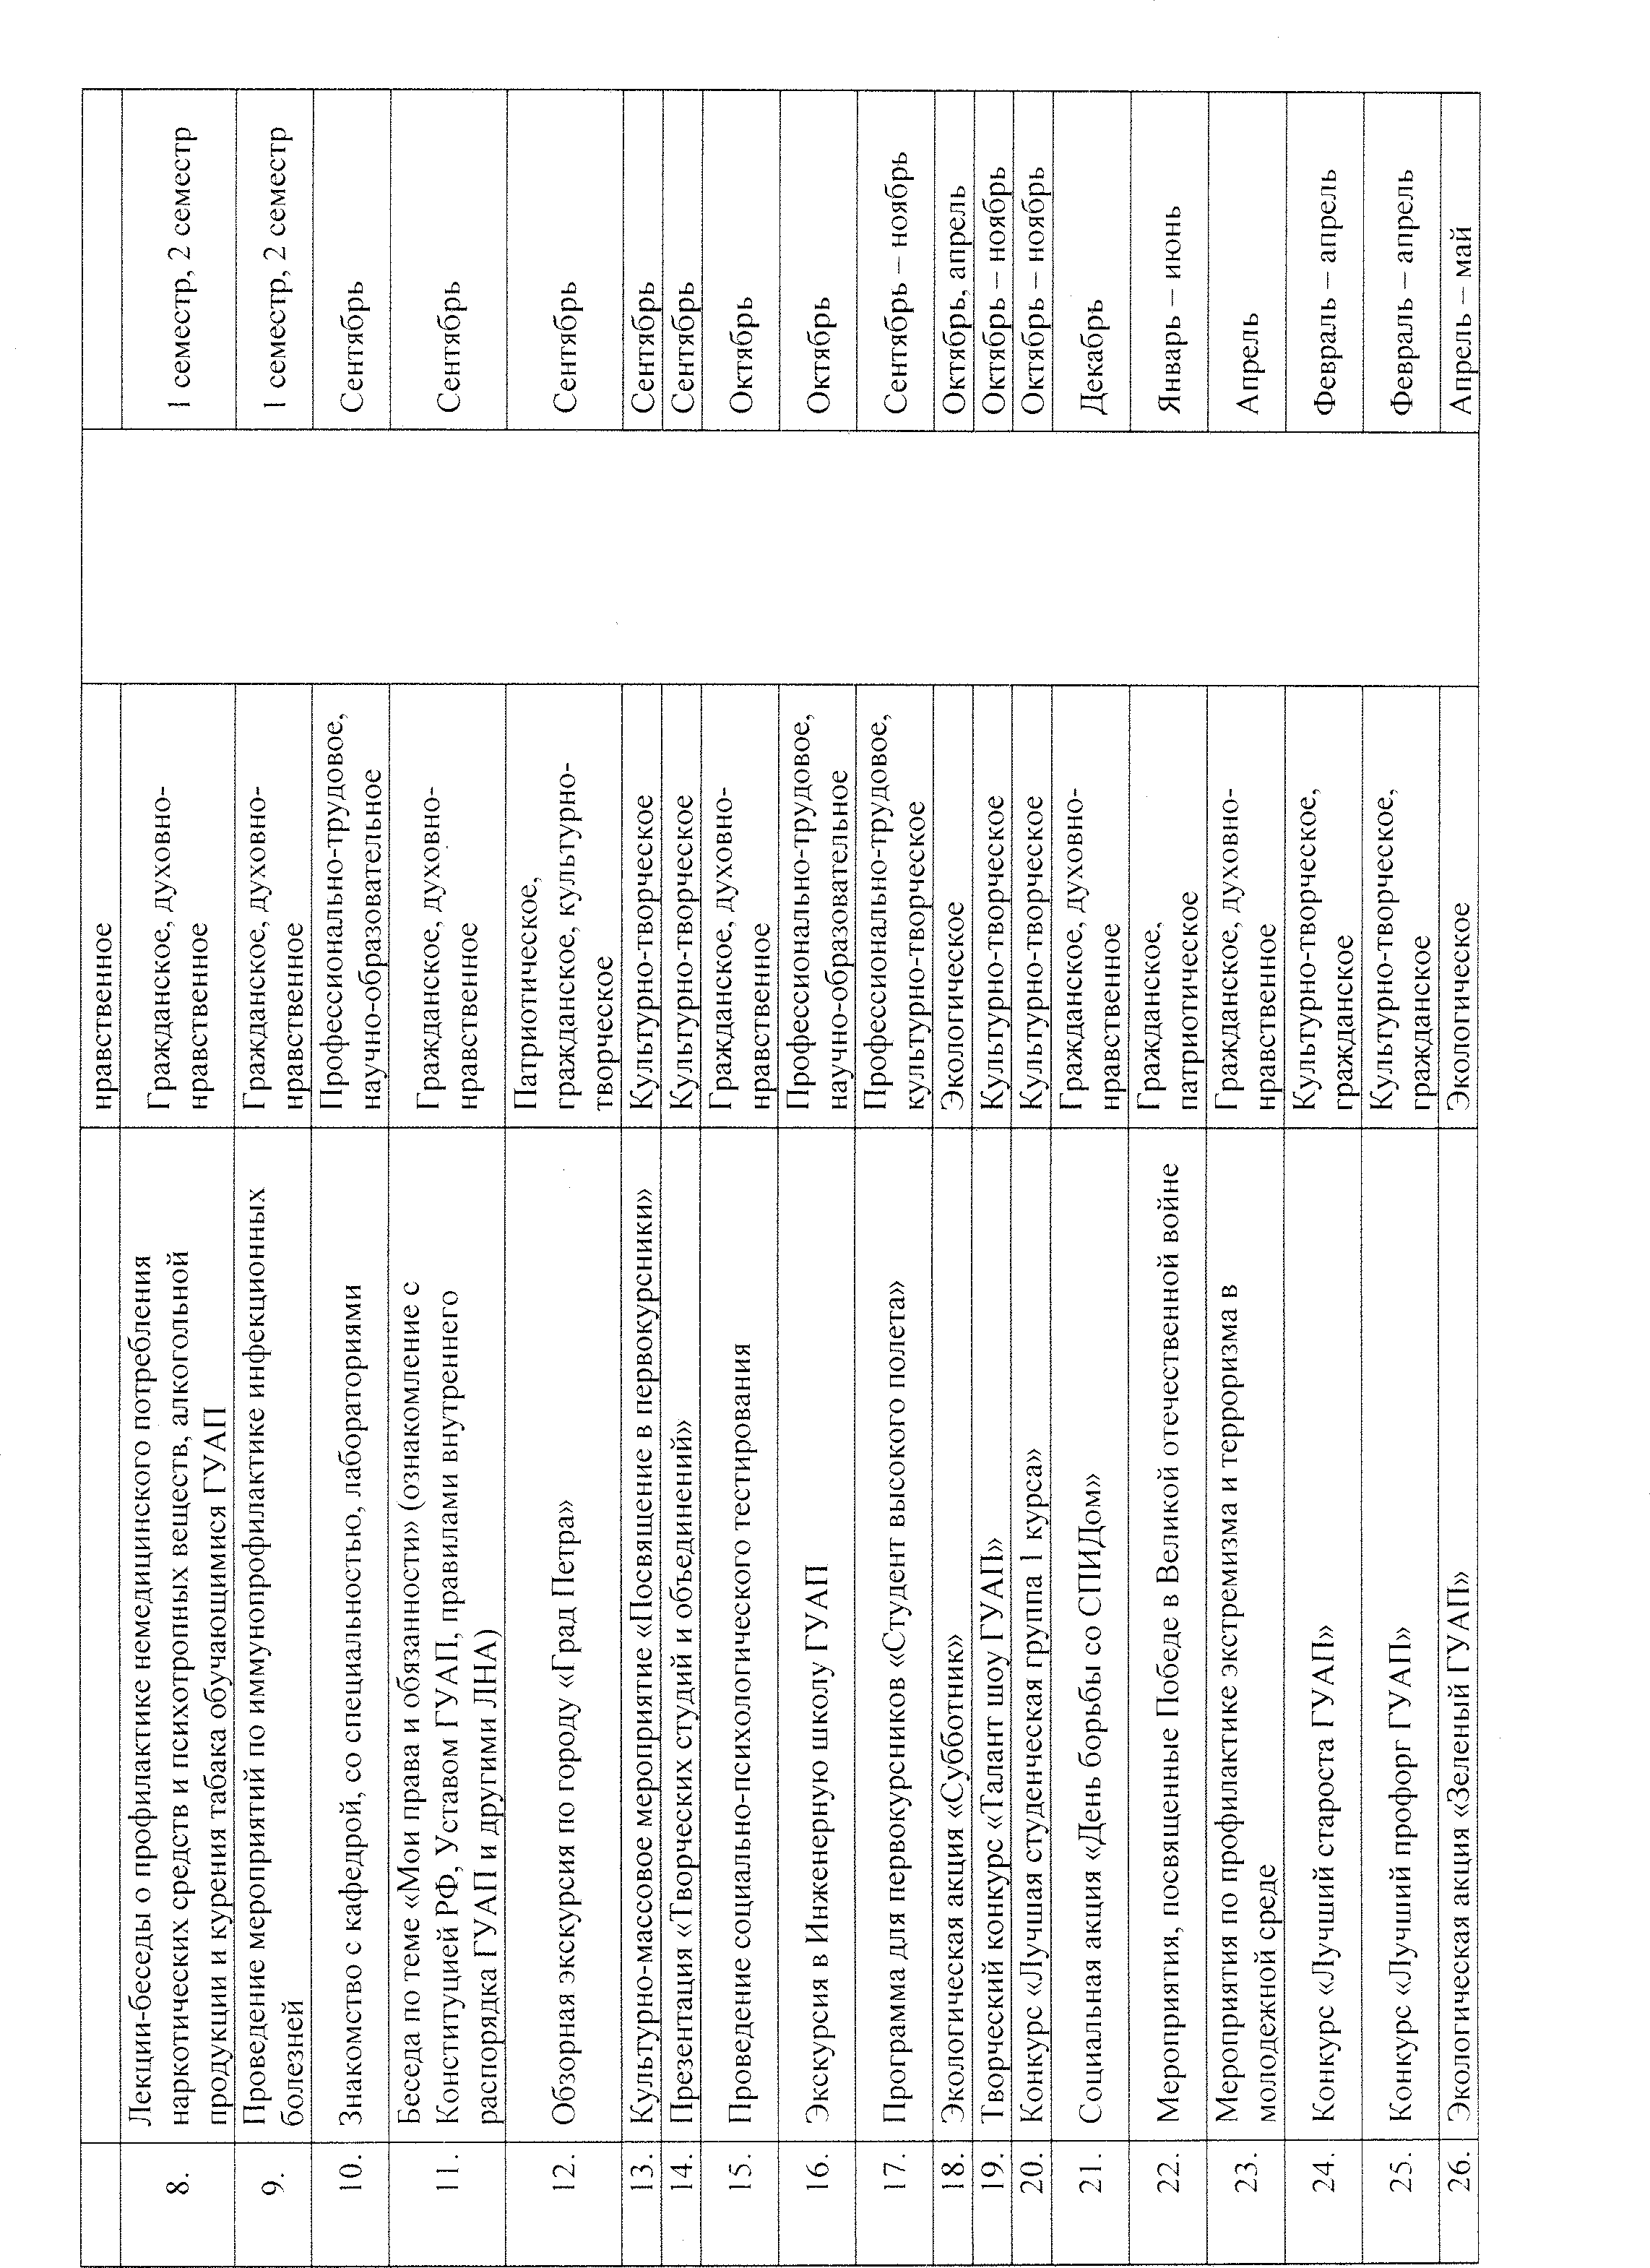 нравственное
8.
Лекции-беседы о профилактике немедицинского потребления
наркотических средств и психотропных веществ, алкогольной
продукции и курения табака обучающимися ГУАП
Гражданское, духовно-
нравственное
1 семестр, 2 семестр
9.
Проведение мероприятий по иммунопрофилактике инфекционных
болезней
Гражданское, духовно-
нравственное
1 семестр, 2 семестр
10.
Знакомство с кафедрой, со специальностью, лабораториями
Профессионально-трудовое,
научно-образовательное
Сентябрь
11.
Беседа по теме «Мои права и обязанности» (ознакомление с
Конституцией РФ, Уставом ГУАП, правилами внутреннего
распорядка ГУАП и другими ЛНА)
Гражданское, духовно-
нравственное
Сентябрь
12.
Обзорная экскурсия по городу «Град Петра»
Патриотическое,
гражданское, культурно-
творческое
Сентябрь
13.
Культурно-массовое мероприятие «Посвящение в первокурсники»
Культурно-творческое
Сентябрь
14.
Презентация «Творческих студий и объединений»
Культурно-творческое
Сентябрь
15.
Проведение социально-психологического тестирования
Гражданское, духовно-
нравственное
Октябрь
16.
Экскурсия в Инженерную школу ГУАП
Профессионально-трудовое,
научно-образовательное
Октябрь
17.
Программа для первокурсников «Студент высокого полета»
Профессионально-трудовое,
культурно-творческое
Сентябрь – ноябрь
18.
Экологическая акция «Субботник»
Экологическое
Октябрь, апрель
19.
Творческий конкурс «Талант шоу ГУАП»
Культурно-творческое
Октябрь – ноябрь
20.
Конкурс «Лучшая студенческая группа 1 курса»
Культурно-творческое
Октябрь – ноябрь
21.
Социальная акция «День борьбы со СПИДом»
Гражданское, духовно-
нравственное
Декабрь
22.
Мероприятия, посвященные Победе в Великой отечественной войне
Гражданское,
патриотическое
Январь – июнь
23.
Мероприятия по профилактике экстремизма и терроризма в
молодежной среде
Гражданское, духовно-
нравственное
Апрель
24.
Конкурс «Лучший староста ГУАП»
Культурно-творческое,
гражданское
Февраль – апрель
25.
Конкурс «Лучший профорг ГУАП»
Культурно-творческое,
гражданское
Февраль – апрель
26.
Экологическая акция «Зеленый ГУАП»
Экологическое
Апрель – май